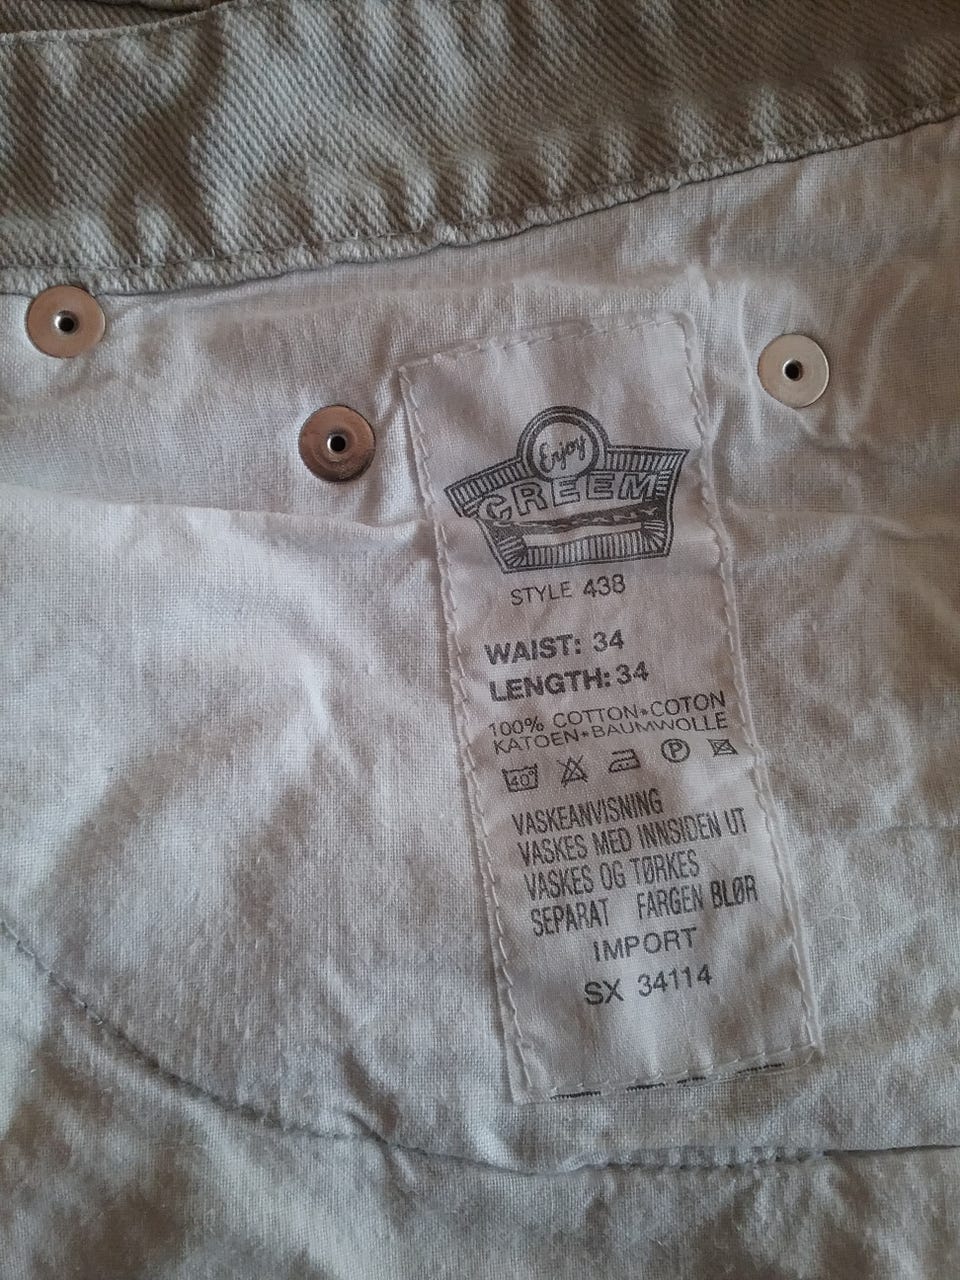 Enjoy
CREEM
STYLE 438
WAIST: 34
LENGTH: 34
100% COTTON•COTON
KATOEN•BAUMWOLLE
40°
P
VASKEANVISNING
VASKES MED INNSIDEN UT
VASKES OG TØRKES
SEPARAT FARGEN BLØR
IMPORT
SX 34114